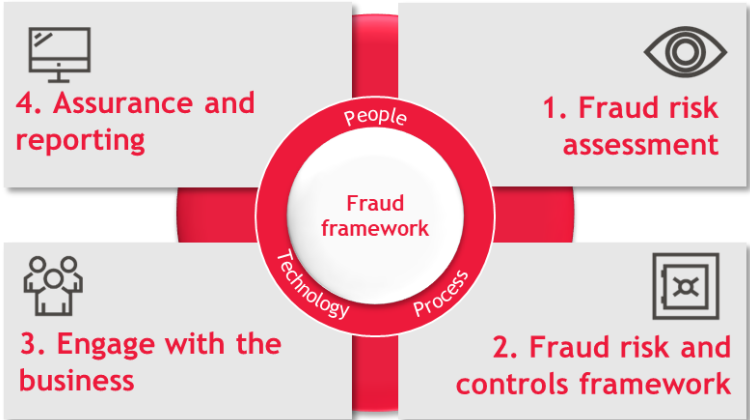 4. Assurance and
reporting
1. Fraud risk
assessment
People
Fraud
framework
Technology
Process
3. Engage with the
business
2. Fraud risk and
controls framework